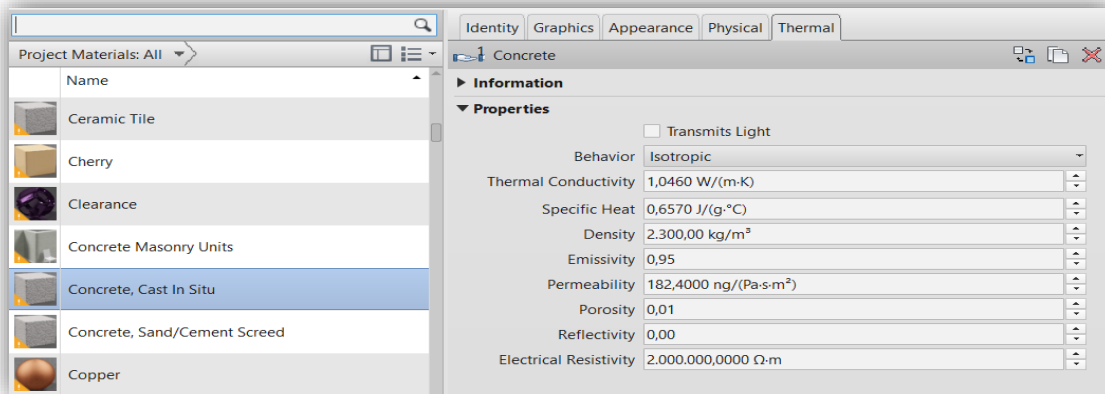 Project Materials: All
Name
Ceramic Tile
Cherry
Clearance
Concrete Masonry Units
Concrete, Cast In Situ
Concrete, Sand/Cement Screed
Copper
Identity Graphics Appearance Physical Thermal
1 Concrete
Information
Properties
Transmits Light
Behavior Isotropic
Thermal Conductivity 1,0460 W/(m·K)
Specific Heat 0,6570 J/(g·°C)
Density 2.300,00 kg/m³
Emissivity 0,95
Permeability 182,4000 ng/(Pa·s·m²)
Porosity 0,01
Reflectivity 0,00
Electrical Resistivity 2.000.000,0000 Ω·m